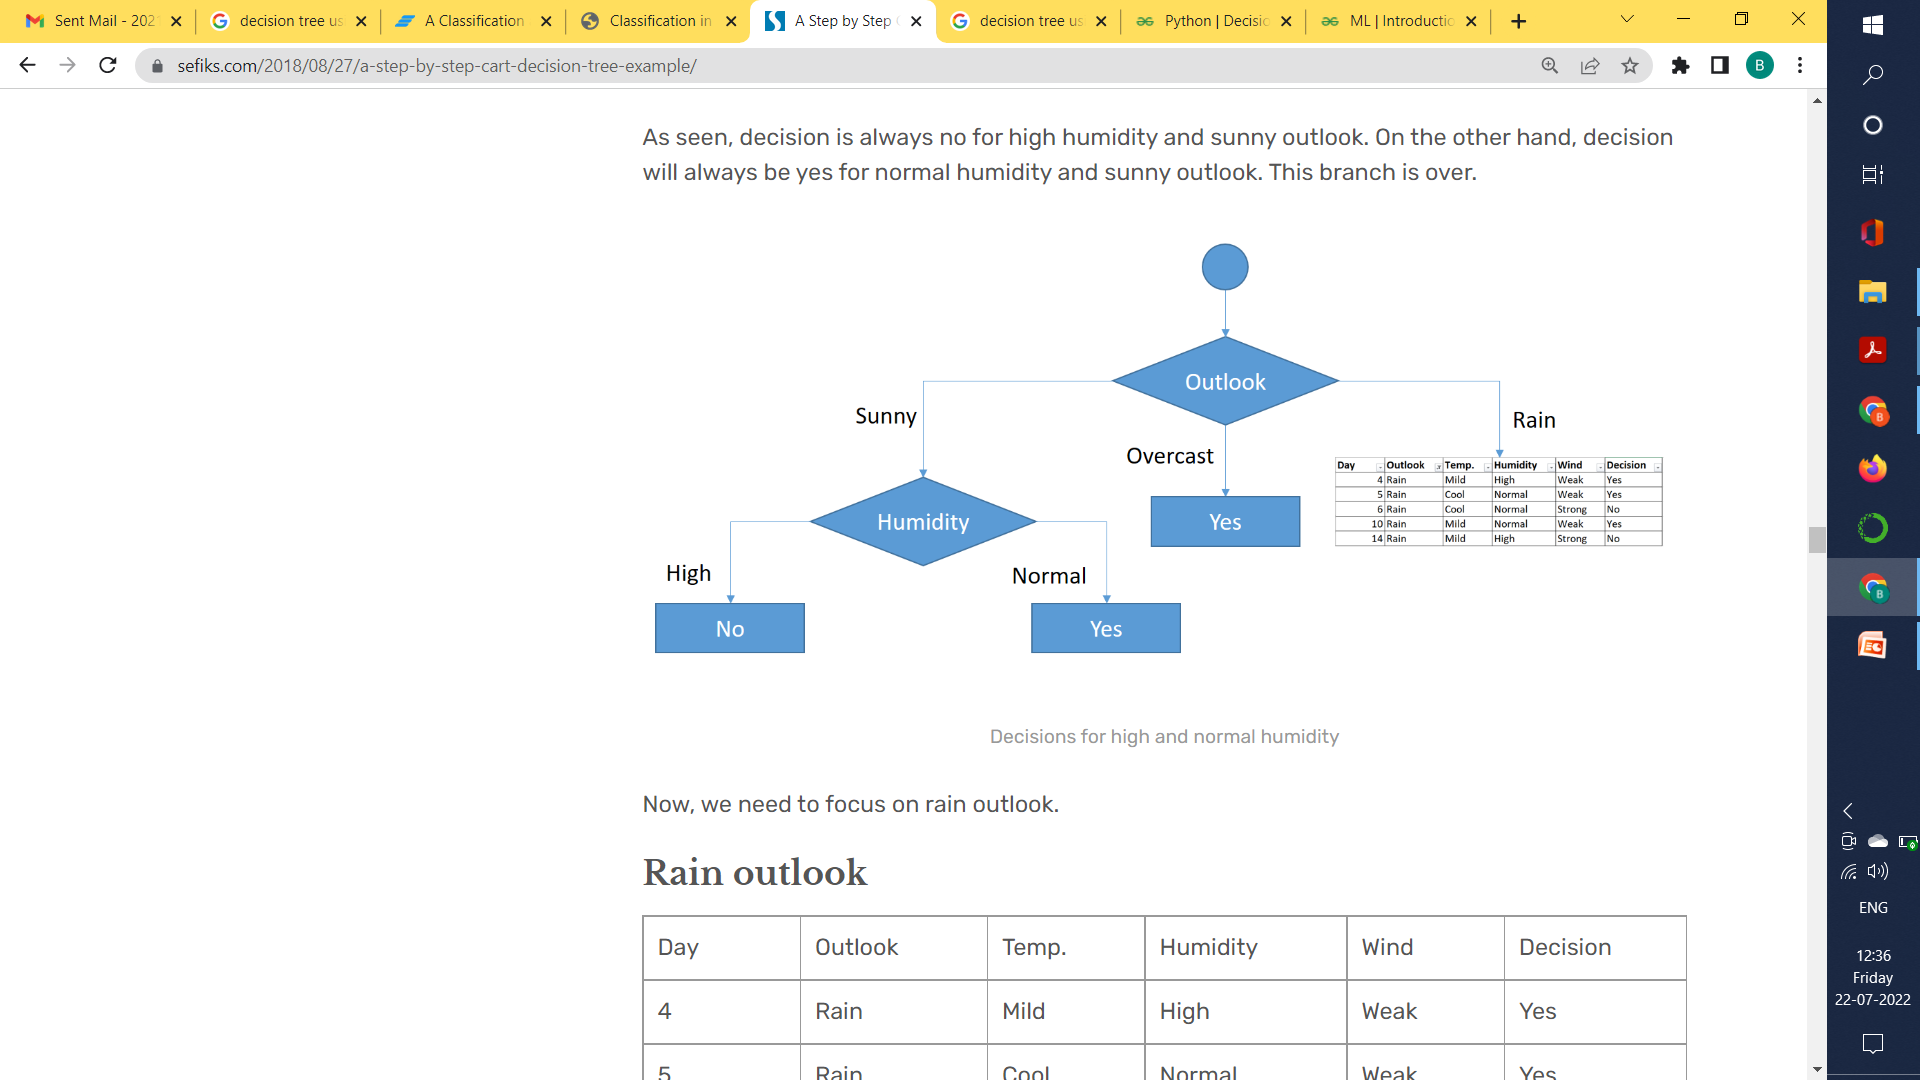 Sent Mail - 202
decision tree us
A Classification
Classification in
A Step by Step
decision tree us
Python | Decisio
ML | Introductio
sefiks.com/2018/08/27/a-step-by-step-cart-decision-tree-example/
B
As seen, decision is always no for high humidity and sunny outlook. On the other hand, decision
will always be yes for normal humidity and sunny outlook. This branch is over.
Outlook
Sunny
Overcast
Rain
Day Outlook Temp. Humidity Wind Decision
4 Rain Mild High Weak Yes
5 Rain Cool Normal Weak Yes
6 Rain Cool Normal Strong No
10 Rain Mild Normal Weak Yes
14 Rain Mild High Strong No
Humidity
Yes
High
Normal
No
Yes
Decisions for high and normal humidity
Now, we need to focus on rain outlook.
Rain outlook
Day Outlook Temp. Humidity Wind Decision
4 Rain Mild High Weak Yes
5 Rain Cool Normal Weak Yes
B
B
ENG
12:36
Friday
22-07-2022